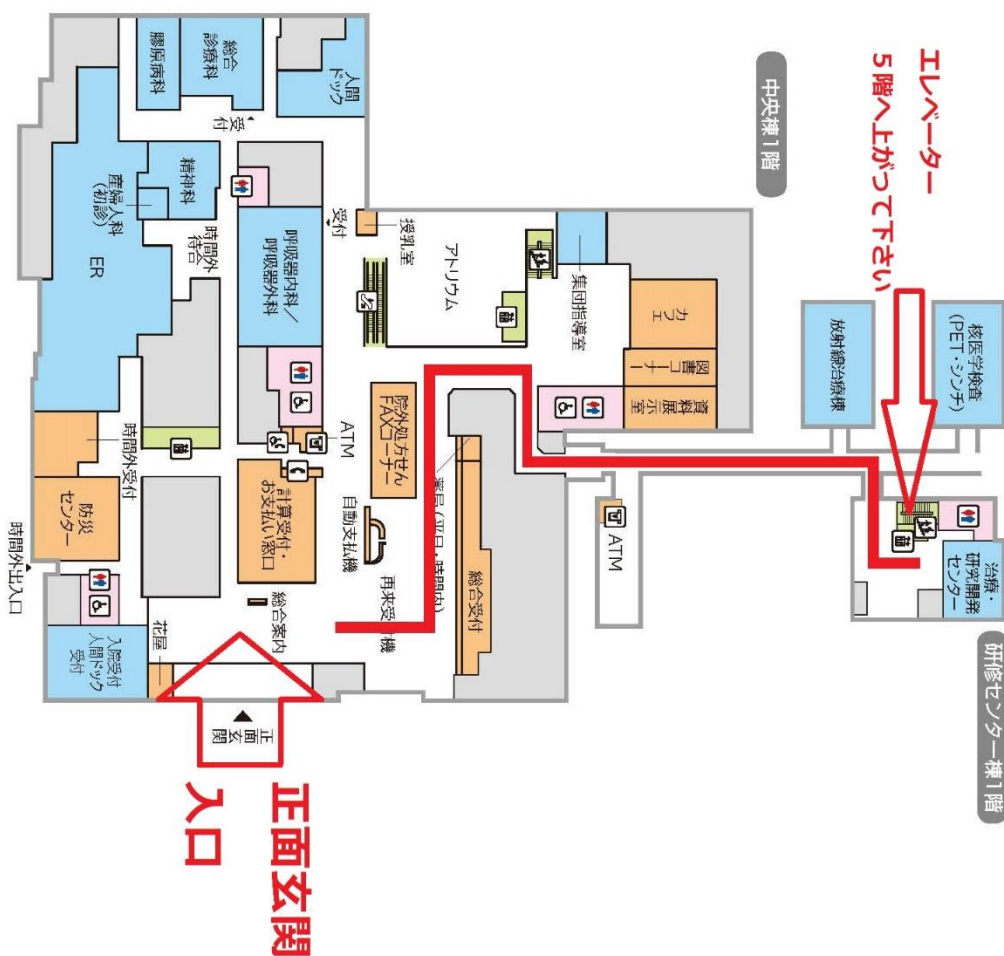 エレベーター
5階へ上がって下さい
中央棟1階
人間
ドック
総合
診療科
膠原病科
受付
精神科
産婦人科
(初診)
時間外
待合
ER
受付
授乳室
アトリウム
呼吸器内科/
呼吸器外科
集団指導室
カフェ
図書コーナー
資料
展示室
放射線治療棟
核医学検査
(PET・シンチ)
院外処方せん
FAXコーナー
ATM
計算受付・
お支払い窓口
自動支払機
薬局(平日・時間内)
再来受付機
総合受付
ATM
治療・
研究開発
センター
研修センター棟1階
時間外受付
防災
センター
時間外出入口
総合案内
花屋
入院受付
人間ドック
受付
正面玄関
正面玄関
入口